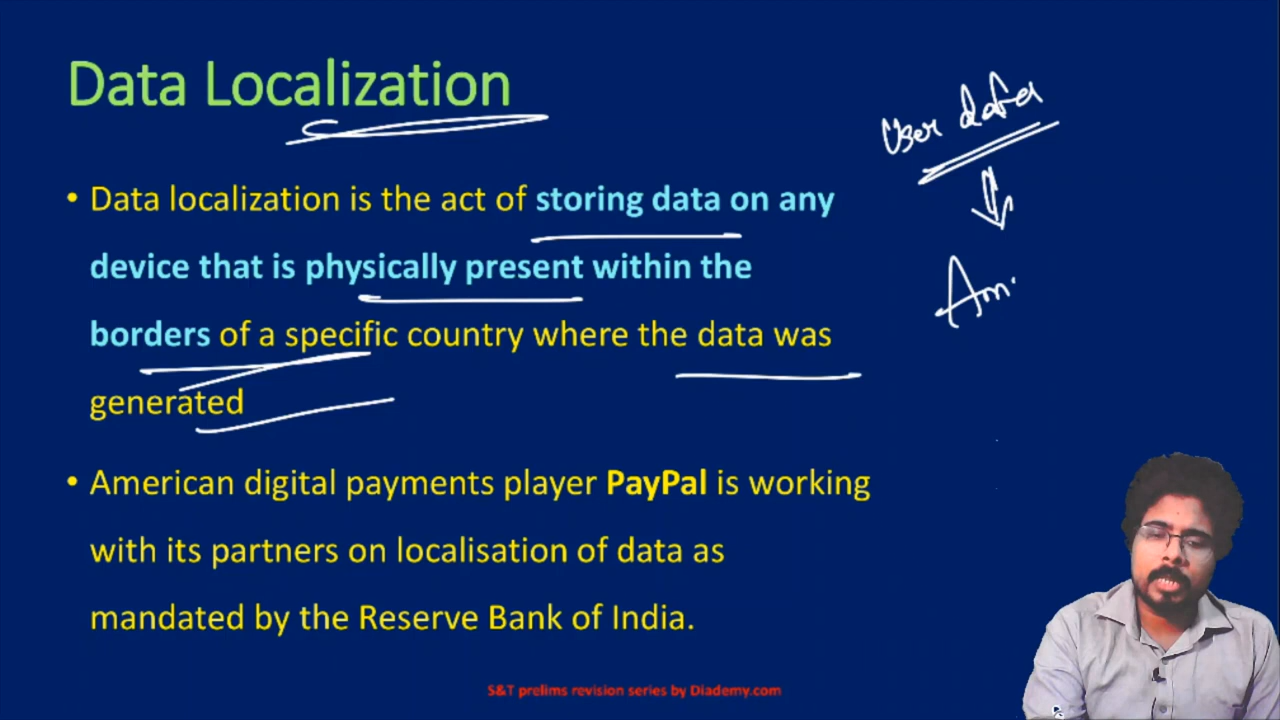 Data Localization
User data
Am.
• Data localization is the act of storing data on any
device that is physically present within the
borders of a specific country where the data was
generated
• American digital payments player PayPal is working
with its partners on localisation of data as
mandated by the Reserve Bank of India.
S&T prelims revision series by Diademy.com